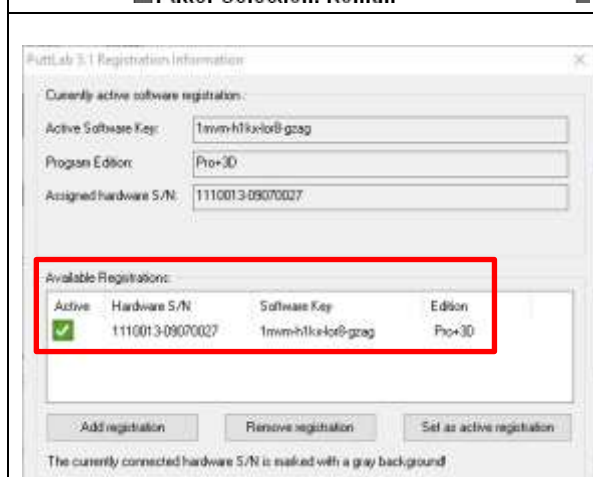 PuttLab 5.1 Registration Information
Currently active software registration
Active Software Key: 1mvm-h1kx-lor8-gzag
Program Edition: Pro+3D
Assigned hardware S/N: 1110013-09070027
Available Registrations:
Active Hardware S/N Software Key Edition
1110013-09070027 1mvm-h1kx-lor8-gzag Pro+3D
Add registration Remove registration Set as active registration
The currently connected hardware S/N is marked with a gray background!